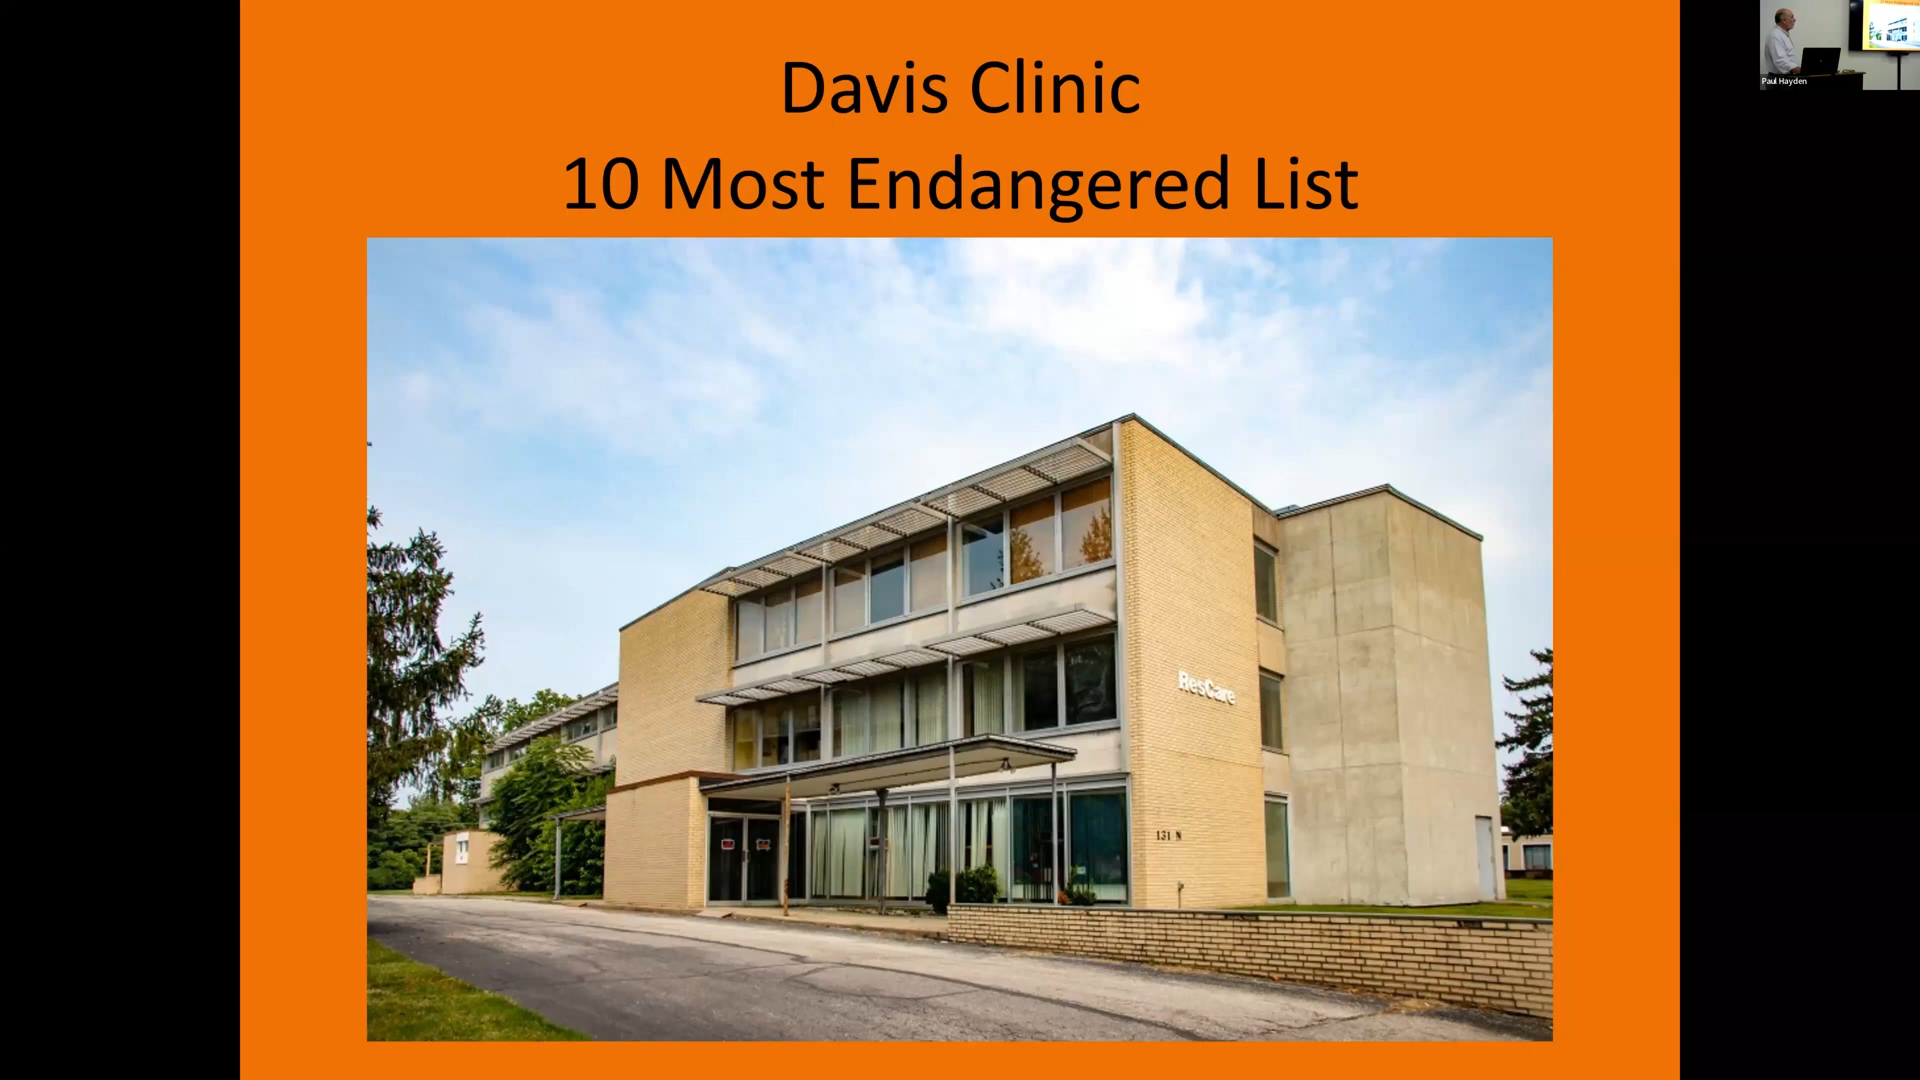 Davis Clinic
10 Most Endangered List
ResCare
131 N
Paul Hayden